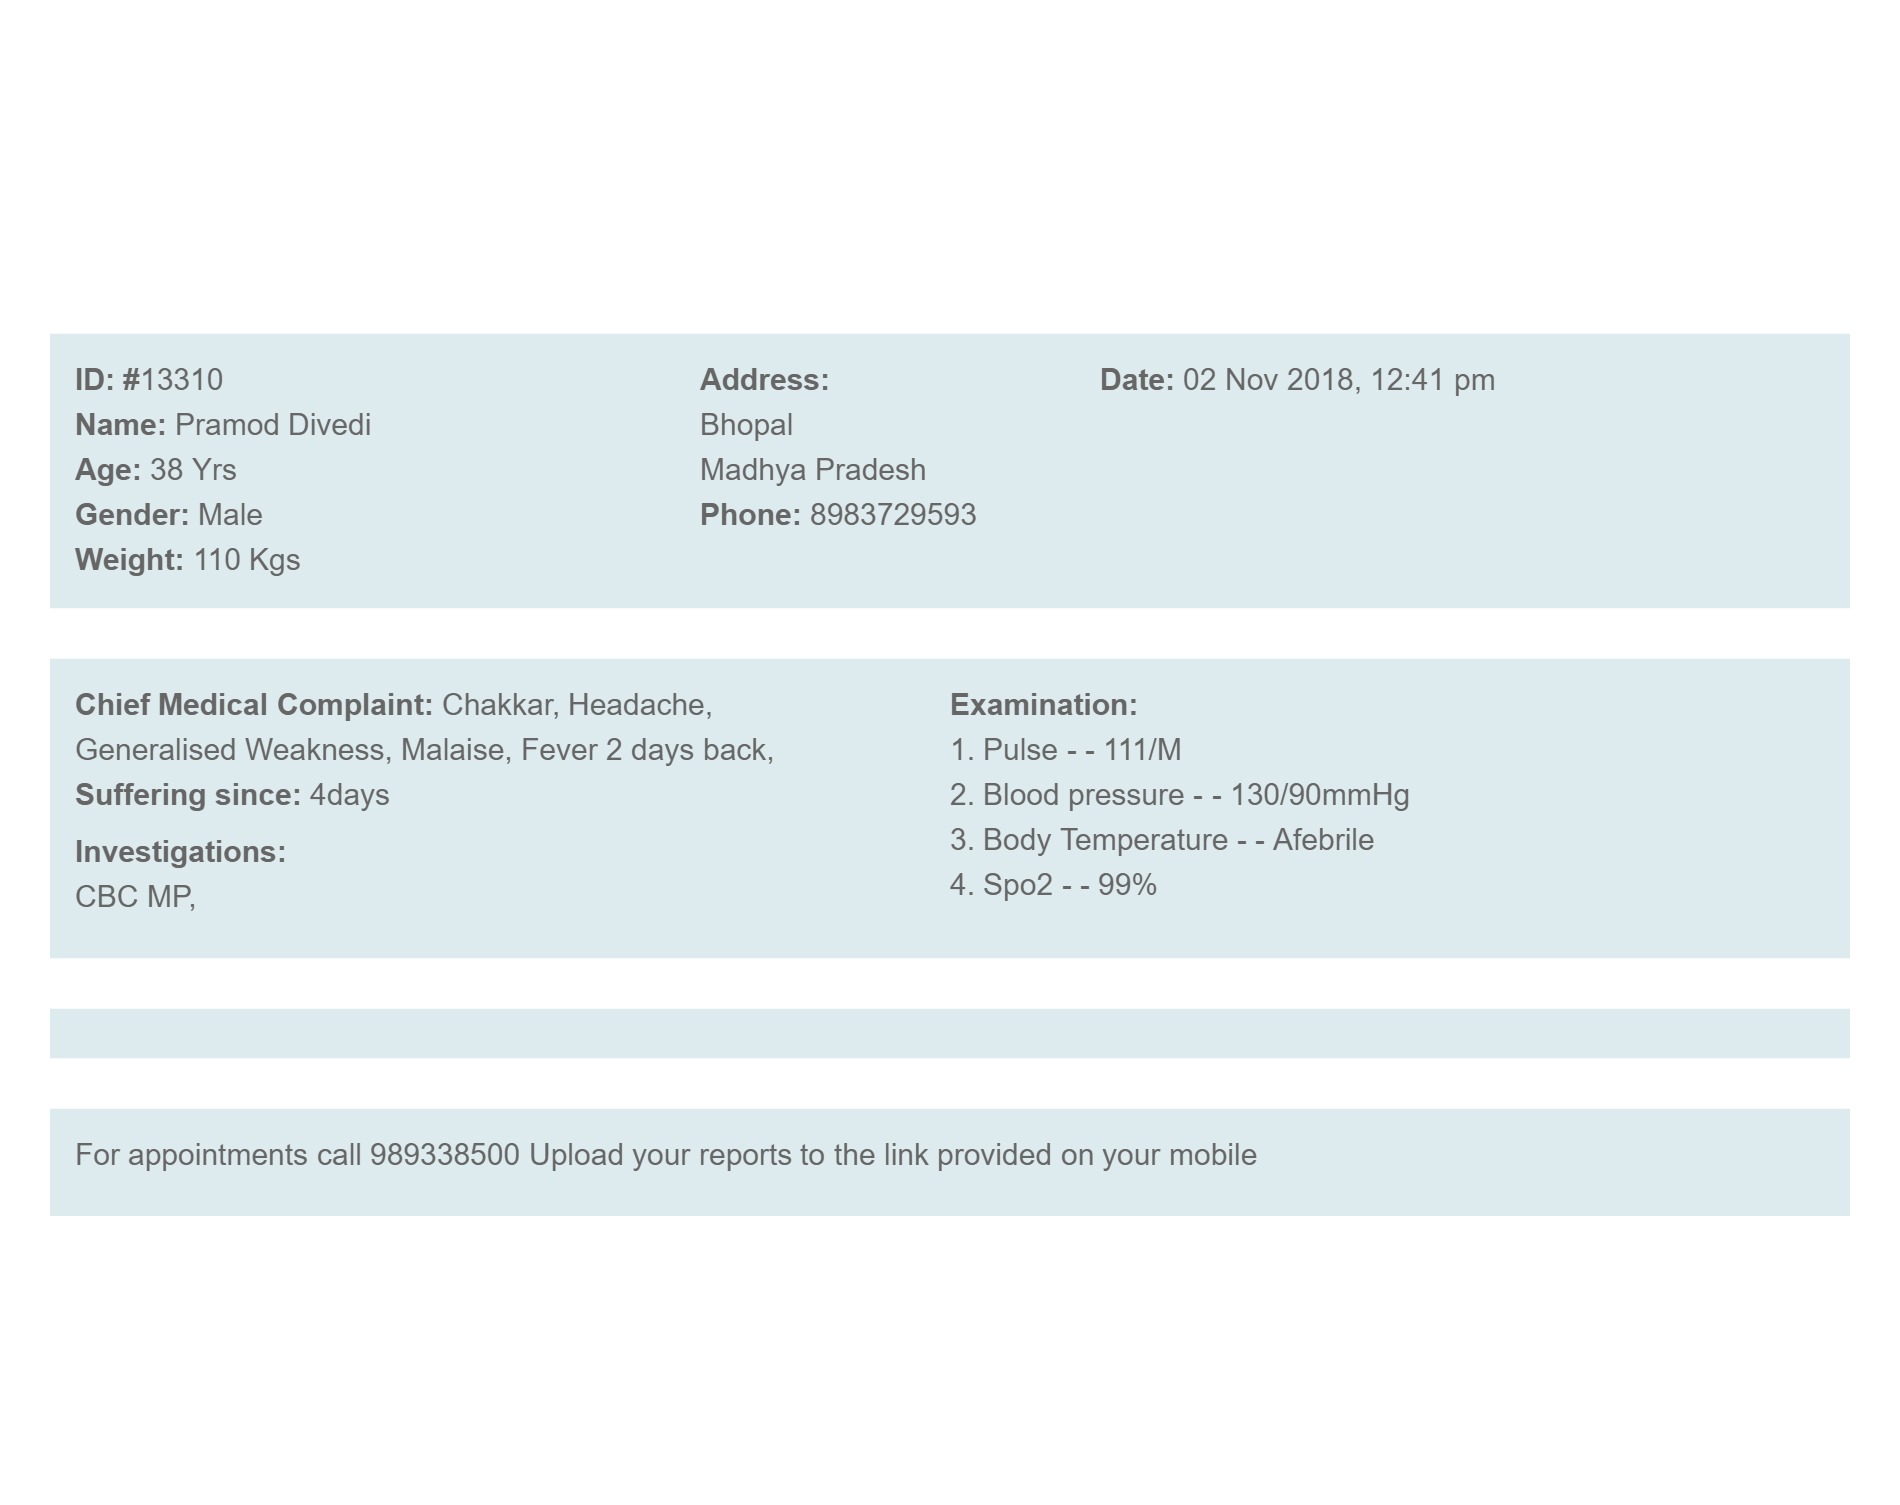 ID: #13310
Name: Pramod Divedi
Age: 38 Yrs
Gender: Male
Weight: 110 Kgs
Address:
Bhopal
Madhya Pradesh
Phone: 8983729593
Date: 02 Nov 2018, 12:41 pm
Chief Medical Complaint: Chakkar, Headache,
Generalised Weakness, Malaise, Fever 2 days back,
Suffering since: 4days
Investigations:
CBC MP,
Examination:
1. Pulse - - 111/M
2. Blood pressure - - 130/90mmHg
3. Body Temperature - - Afebrile
4. Spo2 - - 99%
For appointments call 989338500 Upload your reports to the link provided on your mobile